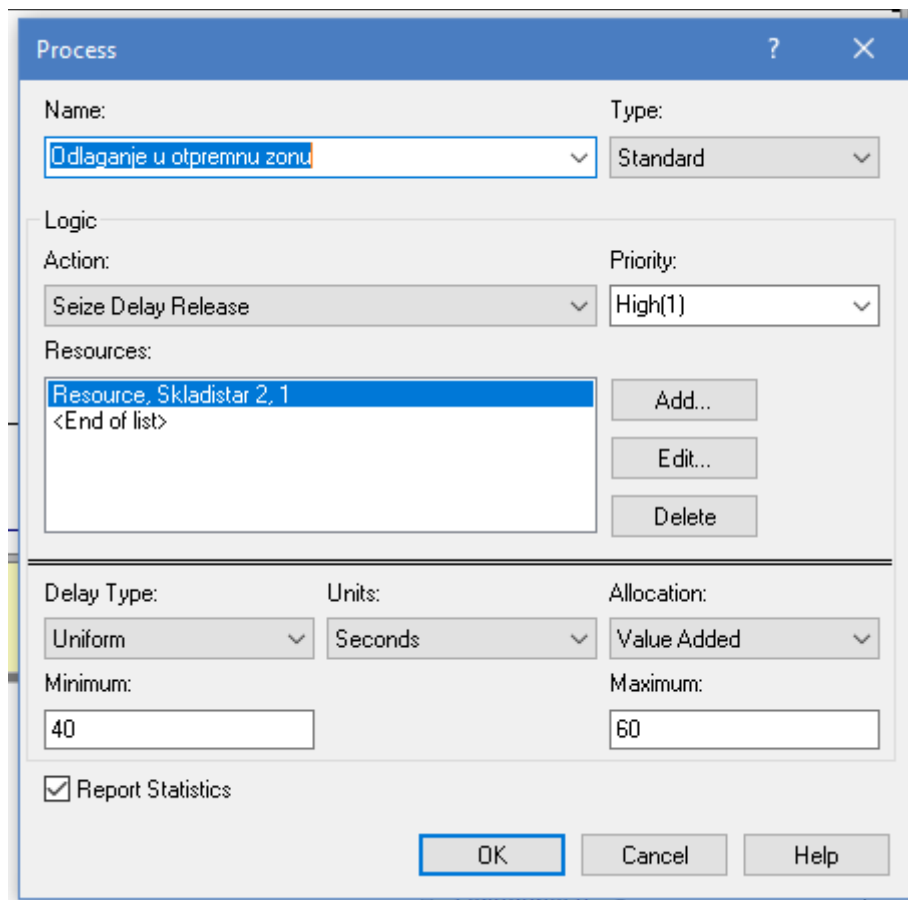 Process
Name: Type:
Odlaganje u otpremnu zonu Standard
Logic
Action: Priority:
Seize Delay Release High(1)
Resources:
Resource, Skladistar 2, 1
<End of list>
Add...
Edit...
Delete
Delay Type: Units: Allocation:
Uniform Seconds Value Added
Minimum: Maximum:
40 60
Report Statistics
OK Cancel Help